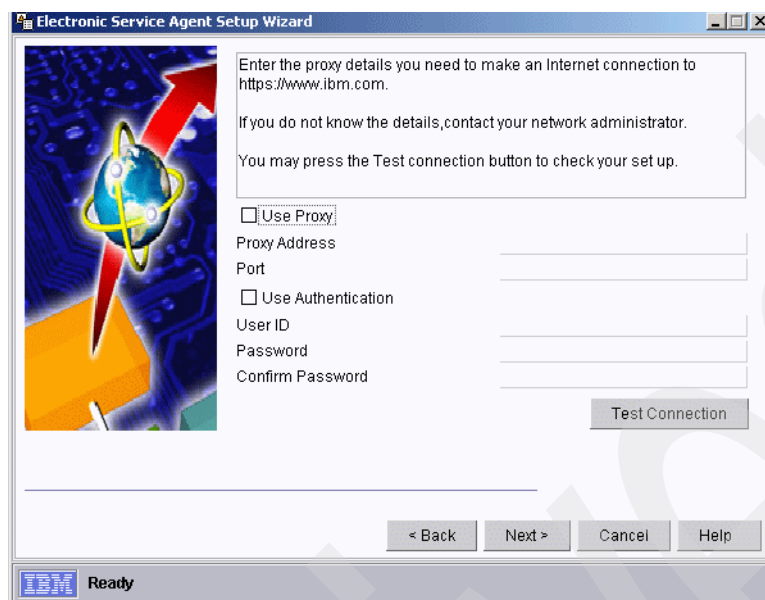 Electronic Service Agent Setup Wizard
Enter the proxy details you need to make an Internet connection to
https://www.ibm.com.
If you do not know the details,contact your network administrator.
You may press the Test connection button to check your set up.
Use Proxy
Proxy Address
Port
Use Authentication
User ID
Password
Confirm Password
Test Connection
< Back Next > Cancel Help
IBM Ready